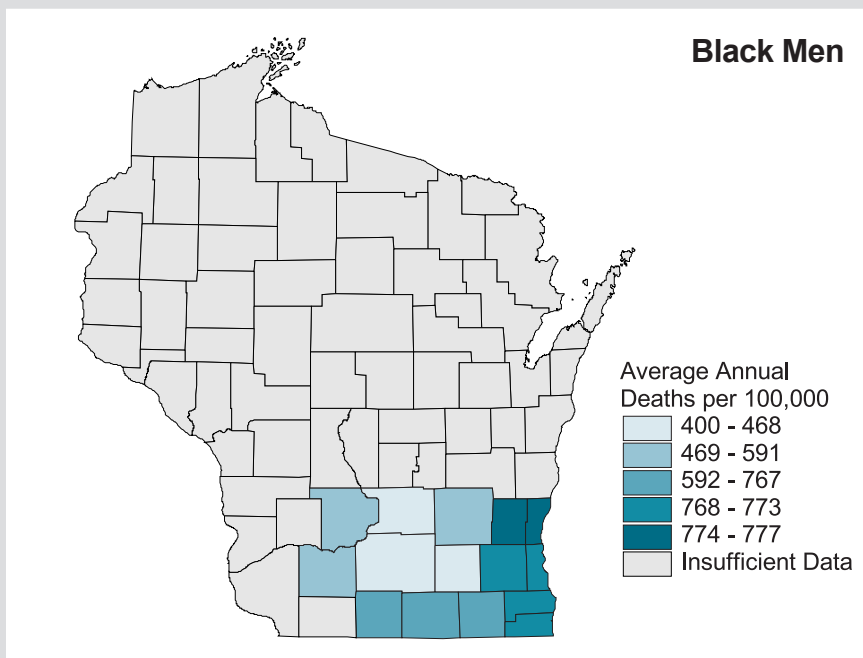 Black Men
Average Annual
Deaths per 100,000
400 - 468
469 - 591
592 - 767
768 - 773
774 - 777
Insufficient Data